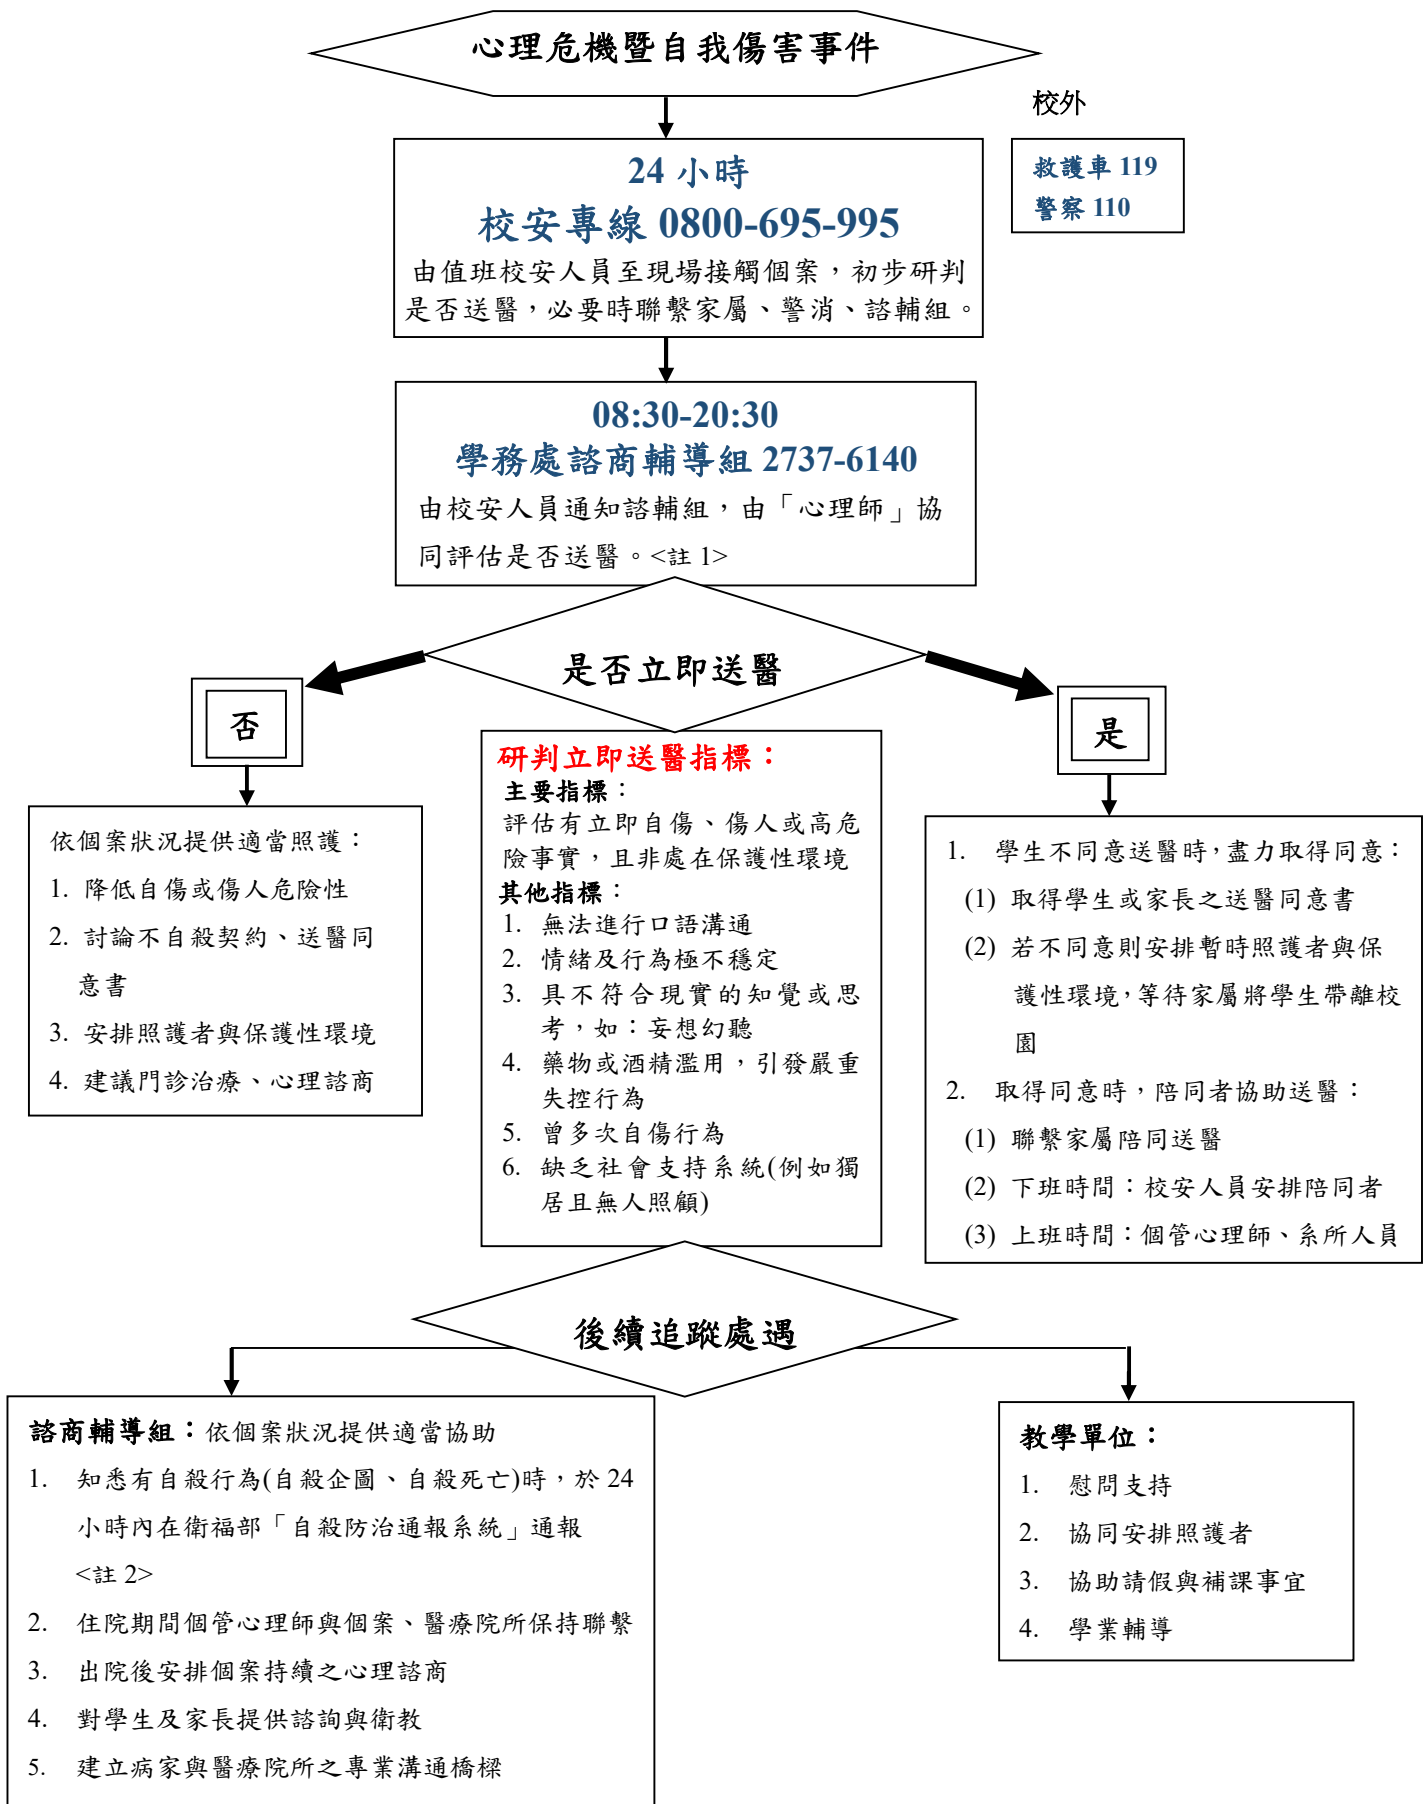 心理危機暨自我傷害事件
校外
救護車 119
警察 110
24 小時
校安專線 0800-695-995
由值班校安人員至現場接觸個案，初步研判
是否送醫，必要時聯繫家屬、警消、諮輔組。
08:30-20:30
學務處諮商輔導組 2737-6140
由校安人員通知諮輔組，由「心理師」協
同評估是否送醫。<註 1>
是否立即送醫
否
是
依個案狀況提供適當照護：
1. 降低自傷或傷人危險性
2. 討論不自殺契約、送醫同
意書
3. 安排照護者與保護性環境
4. 建議門診治療、心理諮商
研判立即送醫指標：
主要指標：
評估有立即自傷、傷人或高危
險事實，且非處在保護性環境
其他指標：
1. 無法進行口語溝通
2. 情緒及行為極不穩定
3. 具不符合現實的知覺或思
考，如：妄想幻聽
4. 藥物或酒精濫用，引發嚴重
失控行為
5. 曾多次自傷行為
6. 缺乏社會支持系統(例如獨
居且無人照顧)
1. 學生不同意送醫時，盡力取得同意：
(1) 取得學生或家長之送醫同意書
(2) 若不同意則安排暫時照護者與保
護性環境，等待家屬將學生帶離校
園
2. 取得同意時，陪同者協助送醫：
(1) 聯繫家屬陪同送醫
(2) 下班時間：校安人員安排陪同者
(3) 上班時間：個管心理師、系所人員
後續追蹤處遇
諮商輔導組：依個案狀況提供適當協助
1. 知悉有自殺行為(自殺企圖、自殺死亡)時，於 24
小時內在衛福部「自殺防治通報系統」通報
<註 2>
2. 住院期間個管心理師與個案、醫療院所保持聯繫
3. 出院後安排個案持續之心理諮商
4. 對學生及家長提供諮詢與衛教
5. 建立病家與醫療院所之專業溝通橋樑
教學單位：
1. 慰問支持
2. 協同安排照護者
3. 協助請假與補課事宜
4. 學業輔導